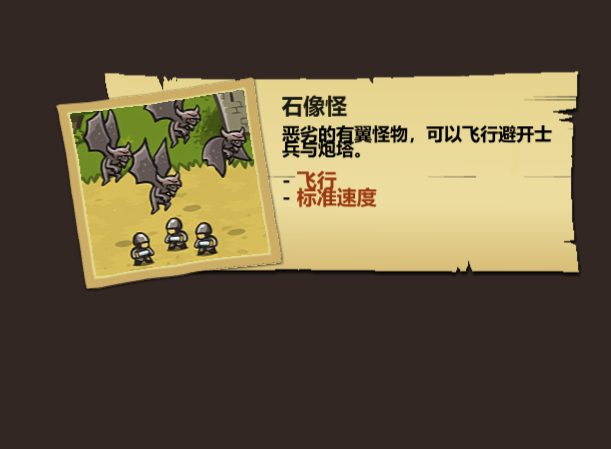 石像怪
恶劣的有翼怪物，可以飞行避开士
兵与炮塔。
- 飞行
- 标准速度